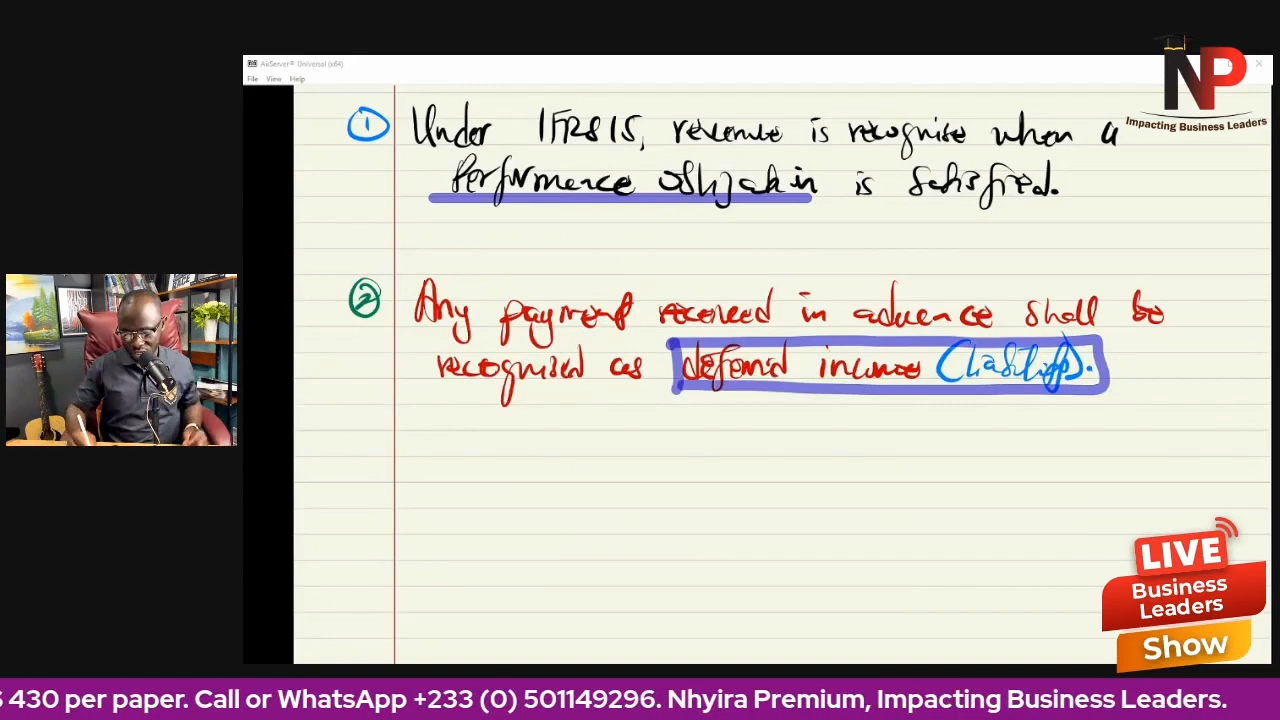 AirServer® Universal (x64)
File View Help
NP
Impacting Business Leaders
① Under IFRS 15, revenue is recognise when a
Performance obligation is satisfied.
② Any payment received in advance shall be
recognised as deferred income (Liability).
LIVE
Business
Leaders
Show
430 per paper. Call or WhatsApp +233 (0) 501149296. Nhyira Premium, Impacting Business Leaders.